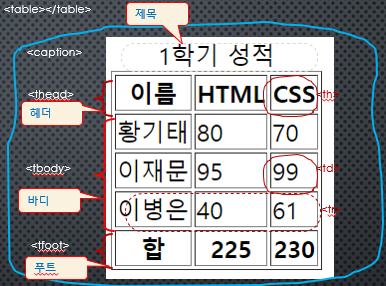 <table></table>
제목
<caption>
1학기 성적
<thead>
이름 HTML CSS
<th>
헤더
황기태 80 70
<tbody>
이재문 95 99
<td>
바디
이병은 40 61
<tr>
<tfoot>
합 225 230
푸트